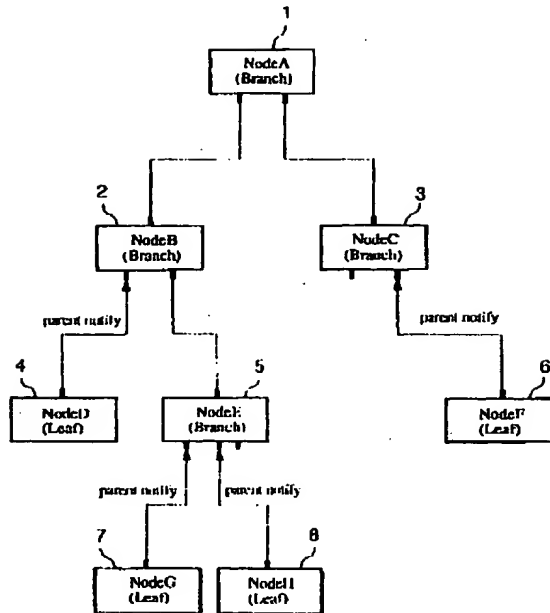 1
NodeA
(Branch)
2
NodeB
(Branch)
3
NodeC
(Branch)
parent notify
parent notify
4
NodeD
(Leaf)
5
NodeE
(Branch)
6
NodeF
(Leaf)
parent notify
parent notify
7
NodeG
(Leaf)
8
NodeH
(Leaf)